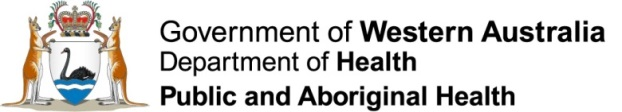 Government of Western Australia
Department of Health
Public and Aboriginal Health